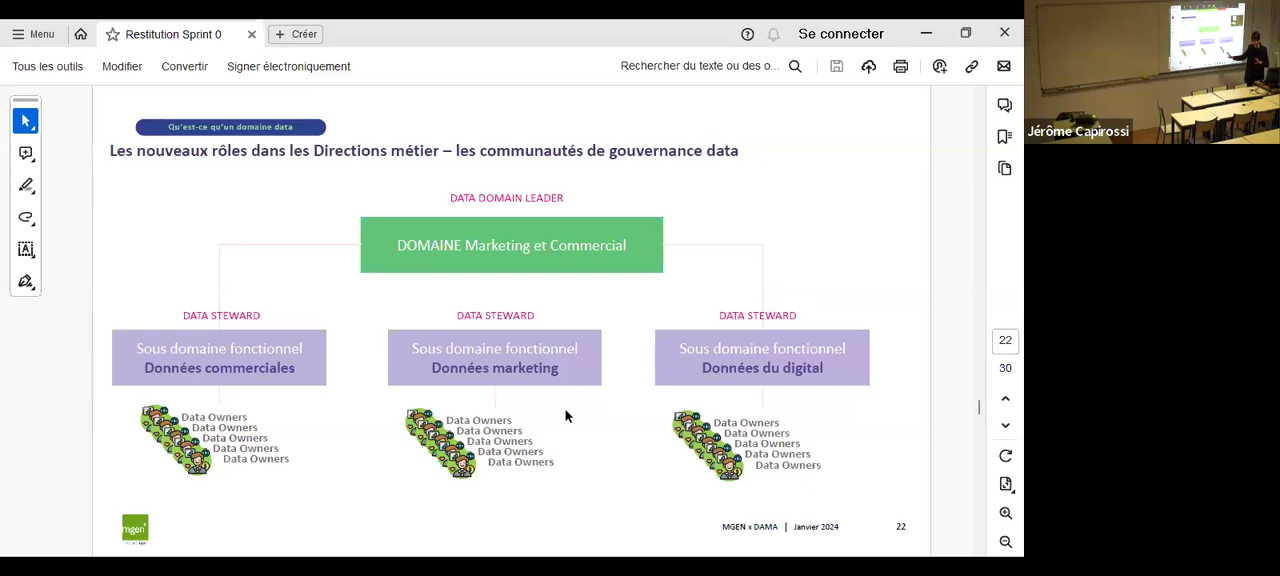 Menu
Restitution Sprint 0
Créer
Se connecter
Tous les outils
Modifier
Convertir
Signer électroniquement
Rechercher du texte ou des o...
Qu'est-ce qu'un domaine data
Les nouveaux rôles dans les Directions métier – les communautés de gouvernance data
DATA DOMAIN LEADER
DOMAINE Marketing et Commercial
DATA STEWARD
Sous domaine fonctionnel
Données commerciales
Data Owners
Data Owners
Data Owners
Data Owners
Data Owners
DATA STEWARD
Sous domaine fonctionnel
Données marketing
Data Owners
Data Owners
Data Owners
Data Owners
Data Owners
DATA STEWARD
Sous domaine fonctionnel
Données du digital
Data Owners
Data Owners
Data Owners
Data Owners
Data Owners
mgen
MGEN x DAMA | Janvier 2024
22
22
30
Jérôme Capirossi